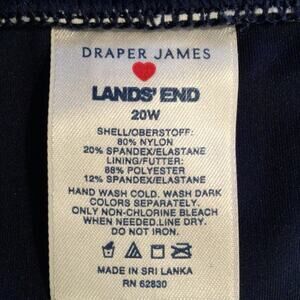 DRAPER JAMES
LANDS' END
20W
SHELL/OBERSTOFF:
80% NYLON
20% SPANDEX/ELASTANE
LINING/FUTTER:
88% POLYESTER
12% SPANDEX/ELASTANE
HAND WASH COLD. WASH DARK
COLORS SEPARATELY.
ONLY NON-CHLORINE BLEACH
WHEN NEEDED.LINE DRY.
DO NOT IRON.
MADE IN SRI LANKA
RN 62830